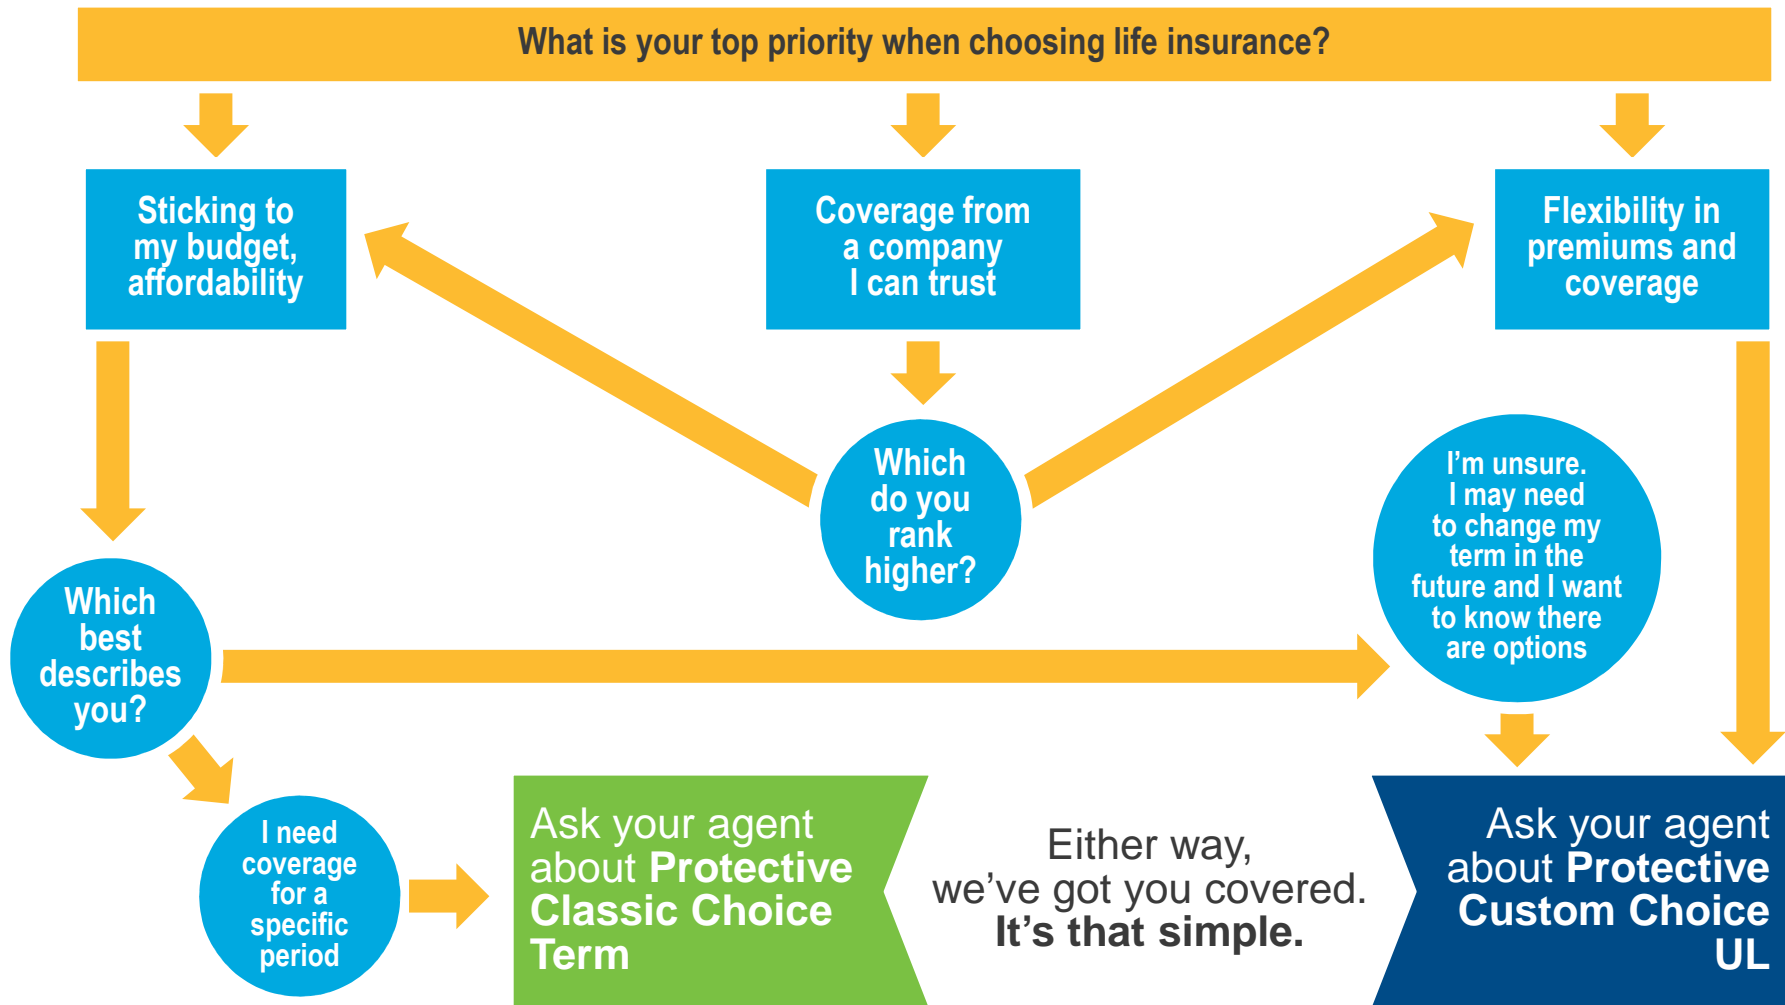 What is your top priority when choosing life insurance?
Sticking to
my budget,
affordability
Coverage from
a company
I can trust
Flexibility in
premiums and
coverage
Which
do you
rank
higher?
I'm unsure.
I may need
to change my
term in the
future and I want
to know there
are options
Which
best
describes
you?
I need
coverage
for a
specific
period
Ask your agent
about Protective
Classic Choice
Term
Either way,
we've got you covered.
It's that simple.
Ask your agent
about Protective
Custom Choice
UL